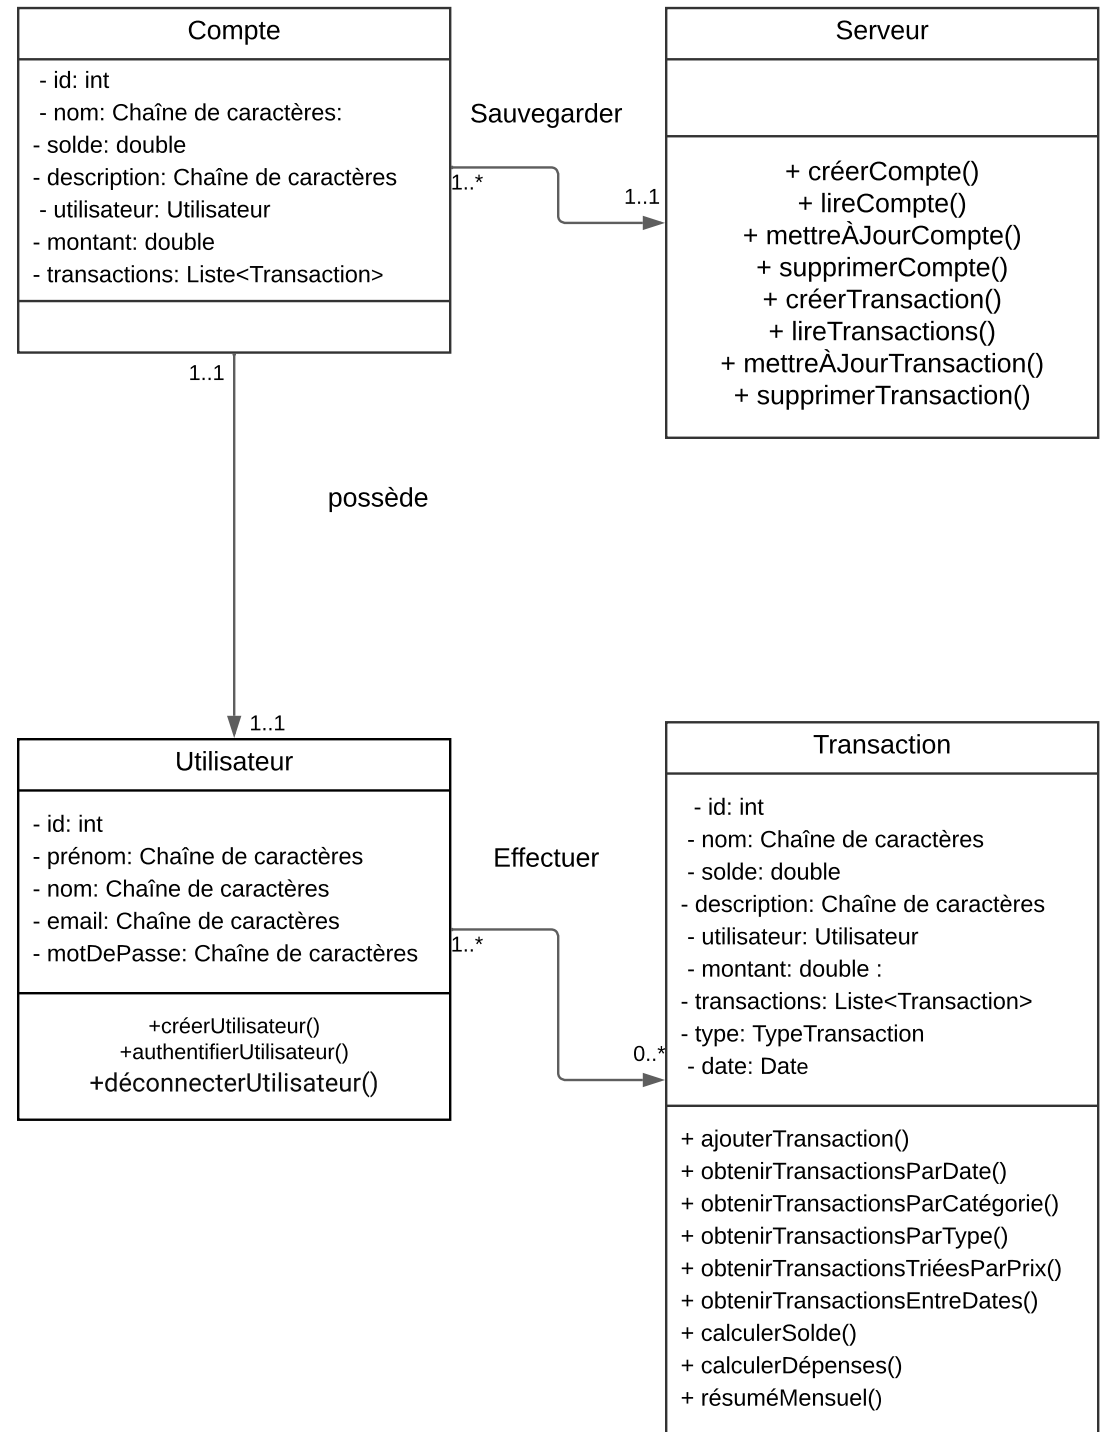 Compte
- id: int
- nom: Chaîne de caractères:
- solde: double
- description: Chaîne de caractères
- utilisateur: Utilisateur
- montant: double
- transactions: Liste<Transaction>
Sauvegarder
1..*
1..1
Serveur
+ créerCompte()
+ lireCompte()
+ mettreÀJourCompte()
+ supprimerCompte()
+ créerTransaction()
+ lireTransactions()
+ mettreÀJourTransaction()
+ supprimerTransaction()
1..1
possède
1..1
Utilisateur
- id: int
- prénom: Chaîne de caractères
- nom: Chaîne de caractères
- email: Chaîne de caractères
- motDePasse: Chaîne de caractères
+créerUtilisateur()
+authentifierUtilisateur()
+déconnecterUtilisateur()
Effectuer
1..*
0..*
Transaction
- id: int
- nom: Chaîne de caractères
- solde: double
- description: Chaîne de caractères
- utilisateur: Utilisateur
- montant: double :
- transactions: Liste<Transaction>
- type: TypeTransaction
- date: Date
+ ajouterTransaction()
+ obtenirTransactionsParDate()
+ obtenirTransactionsParCatégorie()
+ obtenirTransactionsParType()
+ obtenirTransactionsTriéesParPrix()
+ obtenirTransactionsEntreDates()
+ calculerSolde()
+ calculerDépenses()
+ résuméMensuel()